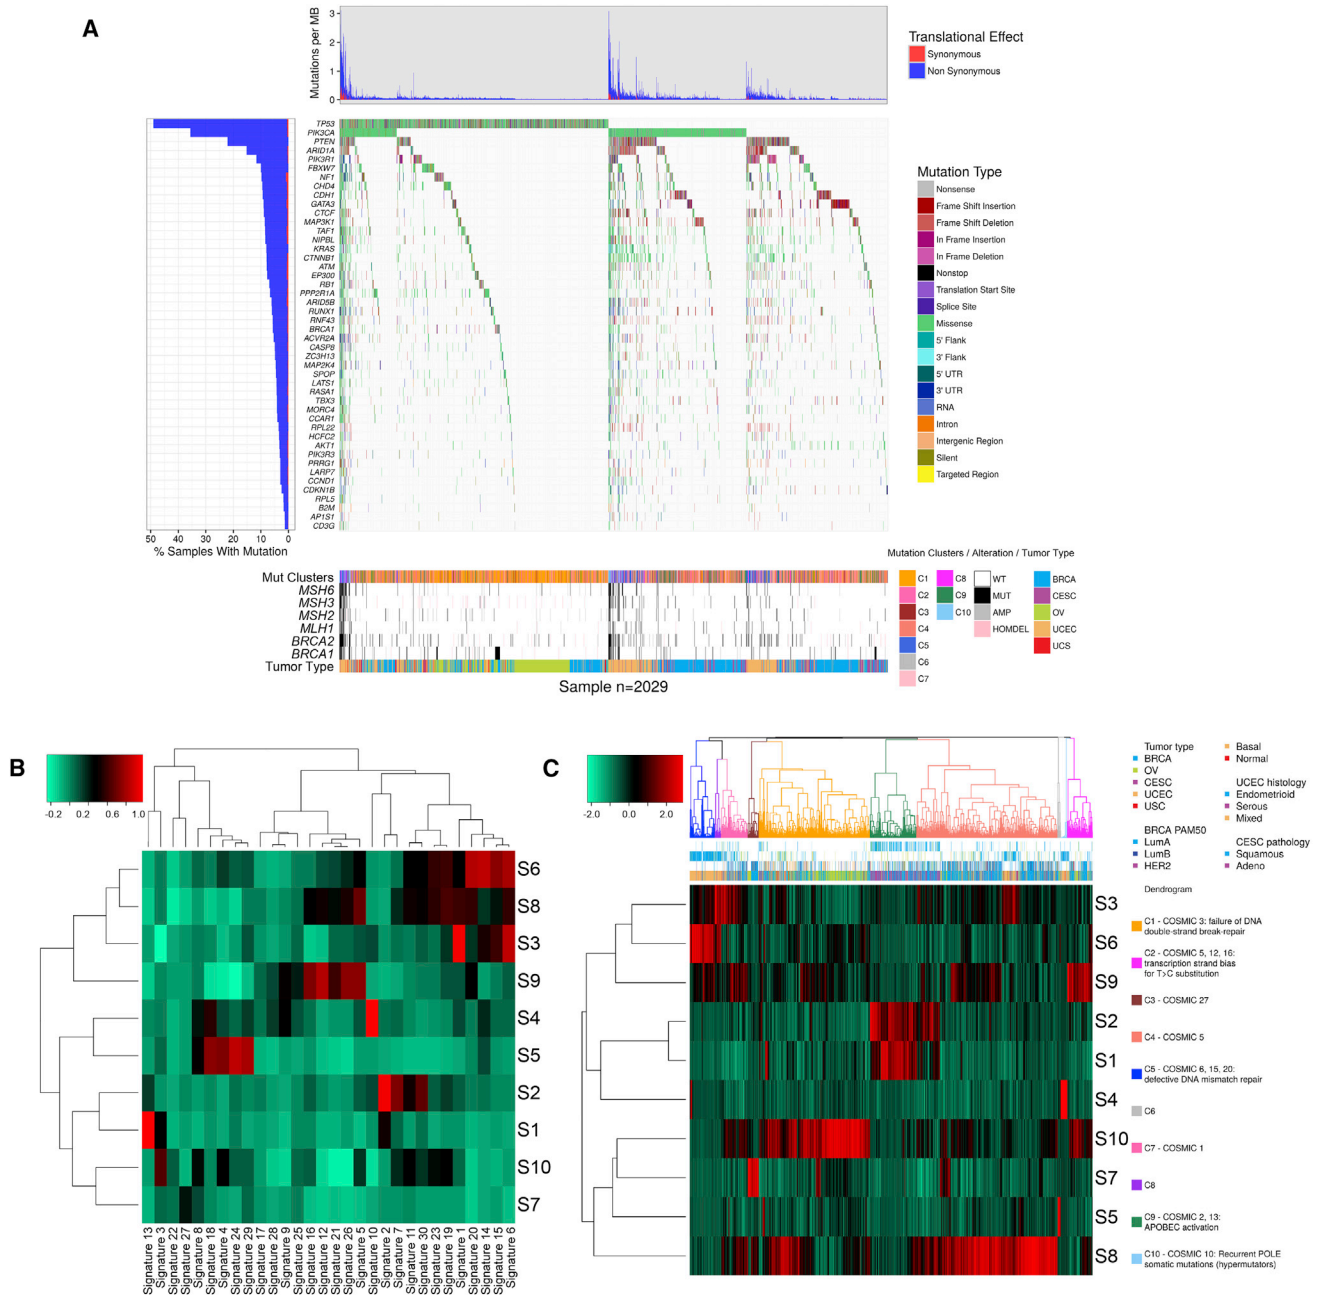 A
Mutations per MB
3
2
1
0
Translational Effect
Synonymous
Non Synonymous
TP53
PIK3CA
PTEN
ARID1A
PIK3R1
FBXW7
NF1
CHD4
CDH1
GATA3
CTCF
MAP3K1
TAF1
NIPBL
KRAS
CTNNB1
ATM
EP300
RB1
PPP2R1A
ARID5B
RUNX1
RNF43
BRCA1
ACVR2A
CASP8
ZC3H13
MAP2K4
SPOP
LATS1
RASA1
TBX3
MORC4
CCAR1
RPL22
HCFC2
AKT1
PIK3R3
PRRG1
LARP7
CCND1
CDKN1B
RPL5
B2M
AP1S1
CD3G
50 40 30 20 10 0
% Samples With Mutation
Mutation Type
Nonsense
Frame Shift Insertion
Frame Shift Deletion
In Frame Insertion
In Frame Deletion
Nonstop
Translation Start Site
Splice Site
Missense
5' Flank
3' Flank
5' UTR
3' UTR
RNA
Intron
Intergenic Region
Silent
Targeted Region
Mut Clusters
MSH6
MSH3
MSH2
MLH1
BRCA2
BRCA1
Tumor Type
Sample n=2029
Mutation Clusters / Alteration / Tumor Type
C1 C8 WT BRCA
C2 C9 MUT CESC
C3 C10 AMP OV
C4 HOMDEL UCEC
C5 UCS
C6
C7
B
-0.2 0.2 0.6 1.0
S6
S8
S3
S9
S4
S5
S2
S1
S10
S7
Signature 13
Signature 3
Signature 22
Signature 27
Signature 8
Signature 18
Signature 4
Signature 24
Signature 29
Signature 17
Signature 28
Signature 9
Signature 25
Signature 16
Signature 12
Signature 21
Signature 26
Signature 5
Signature 10
Signature 2
Signature 7
Signature 11
Signature 30
Signature 23
Signature 19
Signature 1
Signature 20
Signature 14
Signature 15
Signature 6
C
-2.0 0.0 2.0
S3
S6
S9
S2
S1
S4
S10
S7
S5
S8
Tumor type
BRCA
OV
CESC
UCEC
USC
BRCA PAM50
LumA
LumB
HER2
Basal
Normal
UCEC histology
Endometrioid
Serous
Mixed
CESC pathology
Squamous
Adeno
Dendrogram
C1 - COSMIC 3: failure of DNA
double-strand break-repair
C2 - COSMIC 5, 12, 16:
transcription strand bias
for T>C substitution
C3 - COSMIC 27
C4 - COSMIC 5
C5 - COSMIC 6, 15, 20:
defective DNA mismatch repair
C6
C7 - COSMIC 1
C8
C9 - COSMIC 2, 13:
APOBEC activation
C10 - COSMIC 10: Recurrent POLE
somatic mutations (hypermutators)